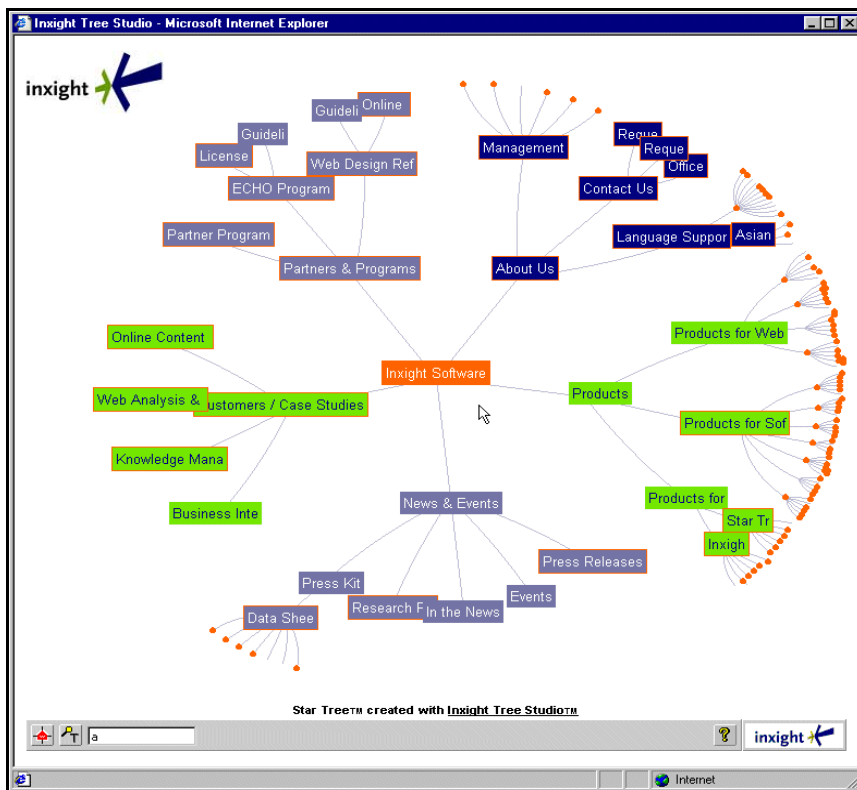 Inxight Tree Studio - Microsoft Internet Explorer
inxight
Guideli
Online
Web Design Ref
Guideli
License
ECHO Program
Partner Program
Partners & Programs
Management
Reque
Reque
Office
Contact Us
Language Suppor
Asian
About Us
Online Content
Web Analysis &
ustomers / Case Studies
Knowledge Mana
Business Inte
Inxight Software
Products
Products for Web
Products for Sof
Products for
Star Tr
Inxigh
News & Events
Press Kit
Data Shee
Research
In the News
Events
Press Releases
Star Tree™ created with Inxight Tree Studio™
T
a
?
inxight
Internet